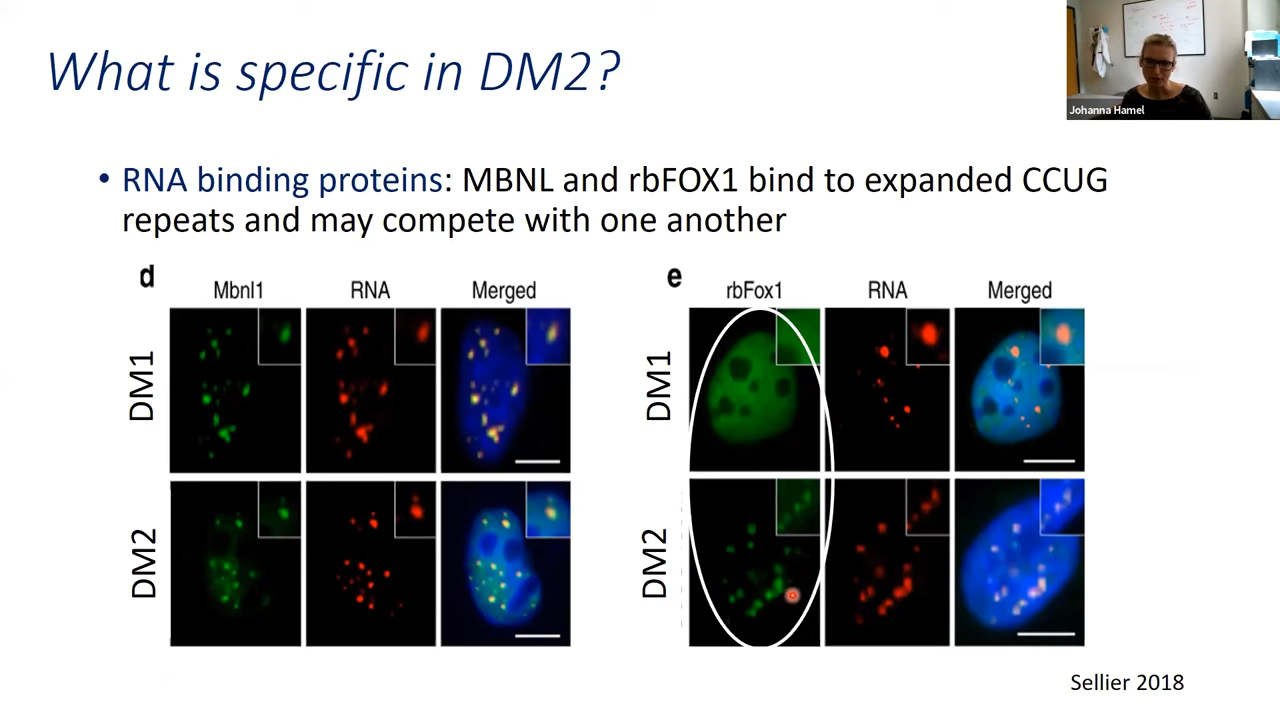 What is specific in DM2?
Johanna Hamel
• RNA binding proteins: MBNL and rbFOX1 bind to expanded CCUG
repeats and may compete with one another
d
Mbnl1 RNA Merged
DM1
DM2
e
rbFox1 RNA Merged
DM1
DM2
Sellier 2018